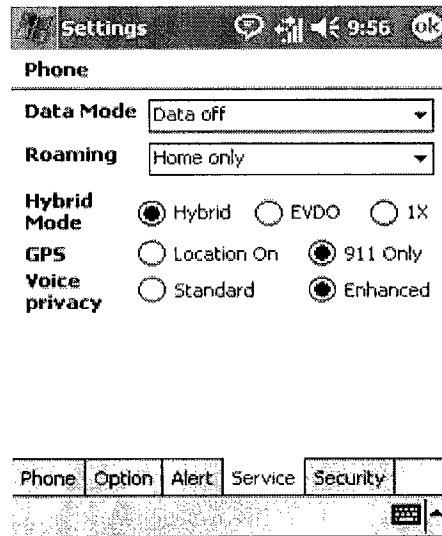 Settings 9:56 ok
Phone
Data Mode Data off
Roaming Home only
Hybrid Mode Hybrid EVDO 1X
GPS Location On 911 Only
Voice privacy Standard Enhanced
Phone Option Alert Service Security